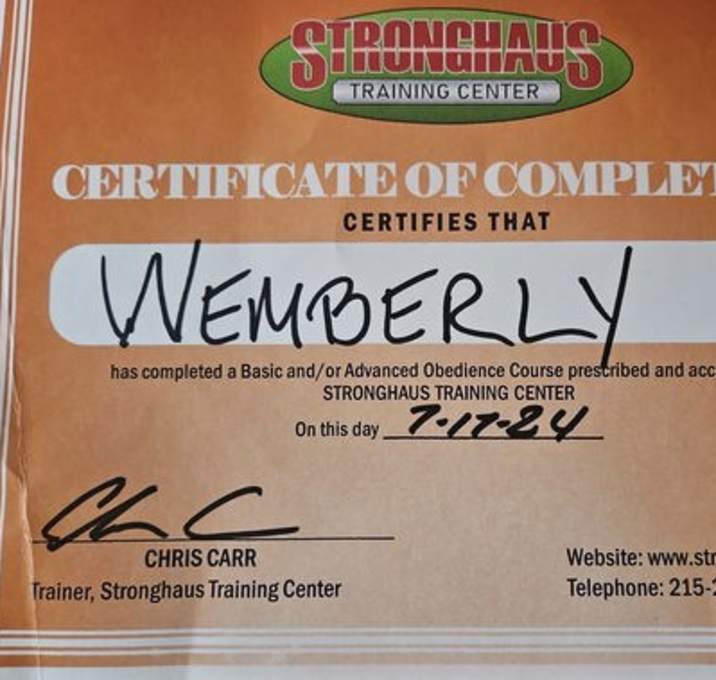 STRONGHAUS
TRAINING CENTER
CERTIFICATE OF COMPLET
CERTIFIES THAT
WEMBERLY
has completed a Basic and/or Advanced Obedience Course prescribed and acc
STRONGHAUS TRAINING CENTER
On this day 7-17-24
CHRIS CARR
Trainer, Stronghaus Training Center
Website: www.str
Telephone: 215-2